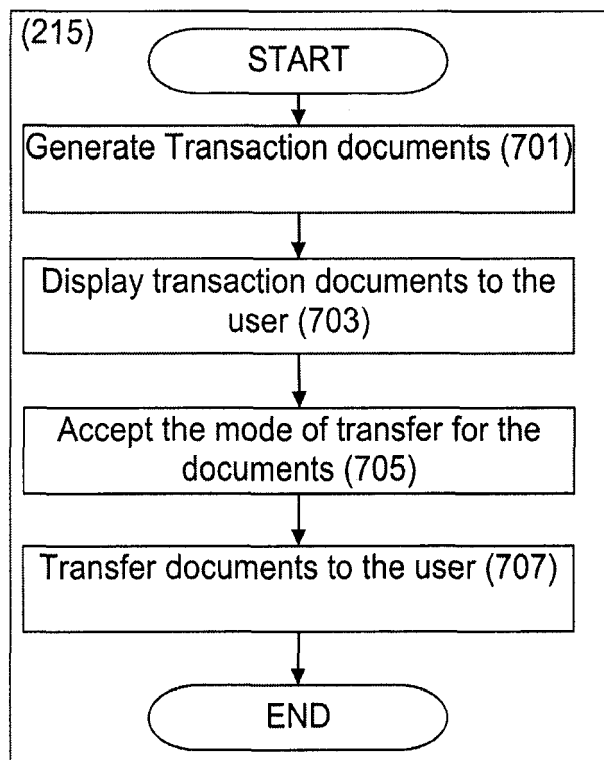 (215)
START
Generate Transaction documents (701)
Display transaction documents to the
user (703)
Accept the mode of transfer for the
documents (705)
Transfer documents to the user (707)
END